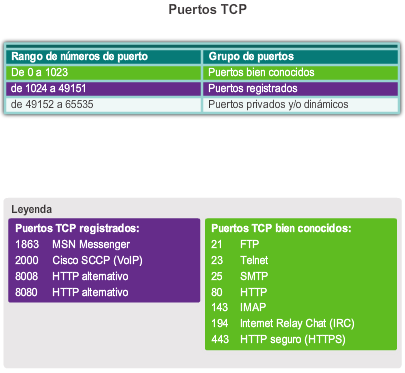 Puertos TCP
Rango de números de puerto Grupo de puertos
De 0 a 1023 Puertos bien conocidos
de 1024 a 49151 Puertos registrados
de 49152 a 65535 Puertos privados y/o dinámicos
Leyenda
Puertos TCP registrados:
1863 MSN Messenger
2000 Cisco SCCP (VoIP)
8008 HTTP alternativo
8080 HTTP alternativo
Puertos TCP bien conocidos:
21 FTP
23 Telnet
25 SMTP
80 HTTP
143 IMAP
194 Internet Relay Chat (IRC)
443 HTTP seguro (HTTPS)